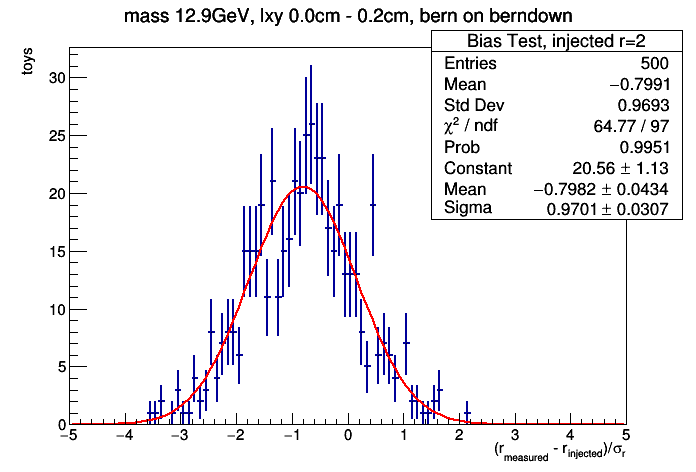 mass 12.9GeV, lxy 0.0cm - 0.2cm, bern on berndown
Bias Test, injected r=2
Entries 500
Mean −0.7991
Std Dev 0.9693
χ² / ndf 64.77 / 97
Prob 0.9951
Constant 20.56 ± 1.13
Mean −0.7982 ± 0.0434
Sigma 0.9701 ± 0.0307
toys
30
25
20
15
10
5
0
−5 −4 −3 −2 −1 0 1 2 3 4 5
(r_measured - r_injected)/σ_r